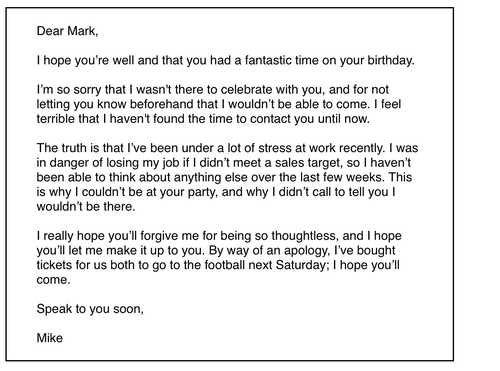 Dear Mark,
I hope you're well and that you had a fantastic time on your birthday.
I'm so sorry that I wasn't there to celebrate with you, and for not
letting you know beforehand that I wouldn't be able to come. I feel
terrible that I haven't found the time to contact you until now.
The truth is that I've been under a lot of stress at work recently. I was
in danger of losing my job if I didn't meet a sales target, so I haven't
been able to think about anything else over the last few weeks. This
is why I couldn't be at your party, and why I didn't call to tell you I
wouldn't be there.
I really hope you'll forgive me for being so thoughtless, and I hope
you'll let me make it up to you. By way of an apology, I've bought
tickets for us both to go to the football next Saturday; I hope you'll
come.
Speak to you soon,
Mike